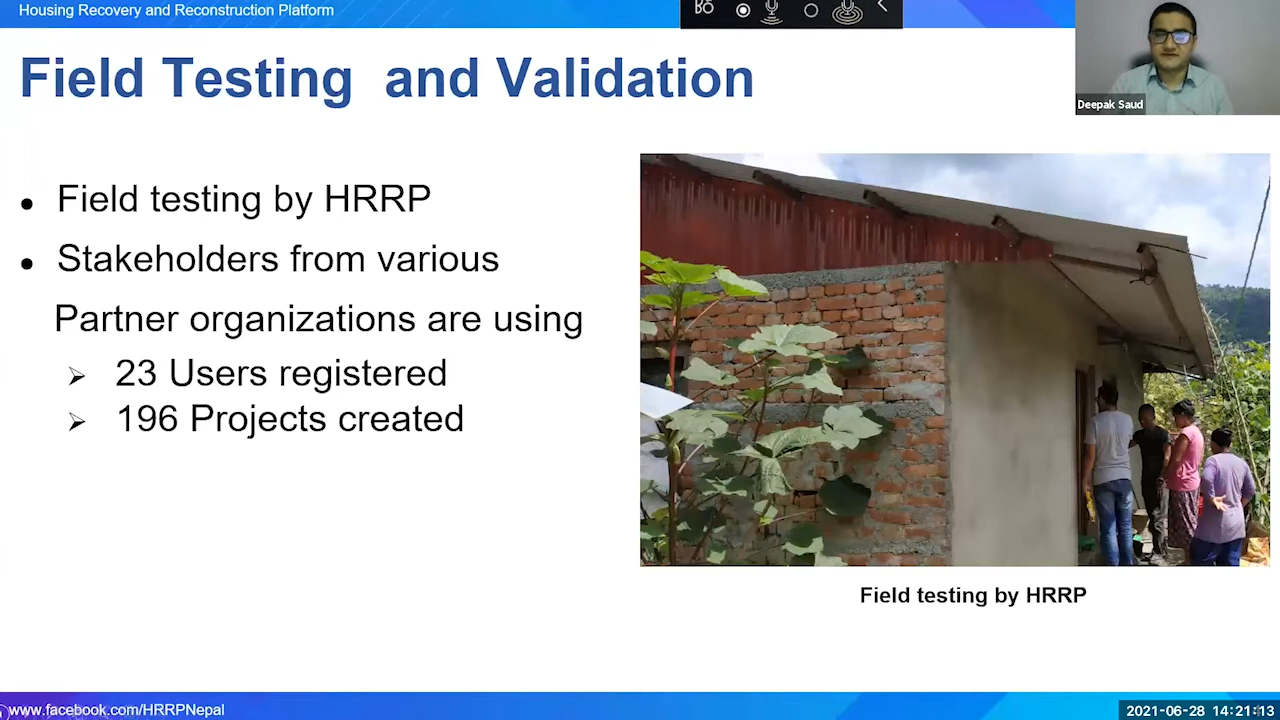 Housing Recovery and Reconstruction Platform
Field Testing and Validation
Deepak Saud
Field testing by HRRP
Stakeholders from various
Partner organizations are using
23 Users registered
196 Projects created
Field testing by HRRP
www.facebook.com/HRRPNepal
2021-06-28 14:21:13